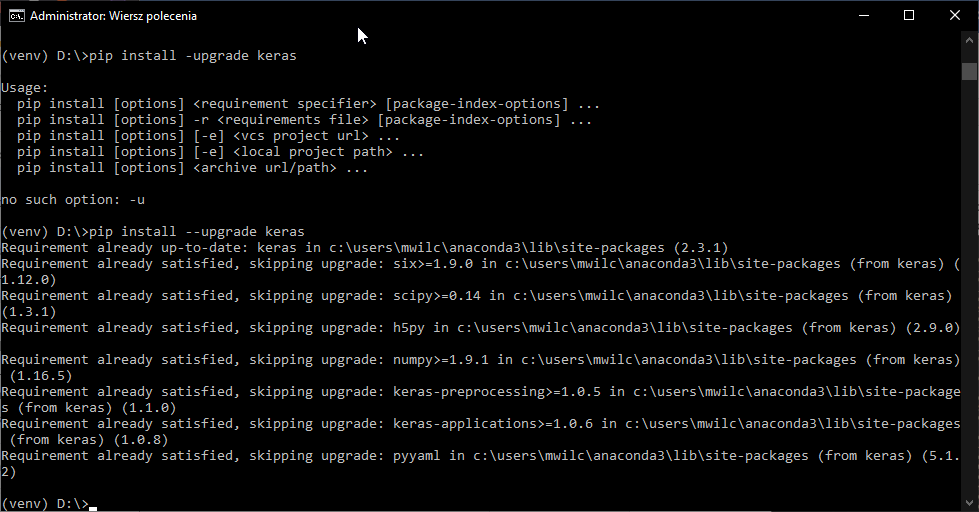 Administrator: Wiersz polecenia
(venv) D:\>pip install -upgrade keras
Usage:
  pip install [options] <requirement specifier> [package-index-options] ...
  pip install [options] -r <requirements file> [package-index-options] ...
  pip install [options] [-e] <vcs project url> ...
  pip install [options] [-e] <local project path> ...
  pip install [options] <archive url/path> ...
no such option: -u
(venv) D:\>pip install --upgrade keras
Requirement already up-to-date: keras in c:\users\mwilc\anaconda3\lib\site-packages (2.3.1)
Requirement already satisfied, skipping upgrade: six>=1.9.0 in c:\users\mwilc\anaconda3\lib\site-packages (from keras) (
1.12.0)
Requirement already satisfied, skipping upgrade: scipy>=0.14 in c:\users\mwilc\anaconda3\lib\site-packages (from keras)
(1.3.1)
Requirement already satisfied, skipping upgrade: h5py in c:\users\mwilc\anaconda3\lib\site-packages (from keras) (2.9.0)
Requirement already satisfied, skipping upgrade: numpy>=1.9.1 in c:\users\mwilc\anaconda3\lib\site-packages (from keras)
 (1.16.5)
Requirement already satisfied, skipping upgrade: keras-preprocessing>=1.0.5 in c:\users\mwilc\anaconda3\lib\site-package
s (from keras) (1.1.0)
Requirement already satisfied, skipping upgrade: keras-applications>=1.0.6 in c:\users\mwilc\anaconda3\lib\site-packages
 (from keras) (1.0.8)
Requirement already satisfied, skipping upgrade: pyyaml in c:\users\mwilc\anaconda3\lib\site-packages (from keras) (5.1.
2)
(venv) D:\>